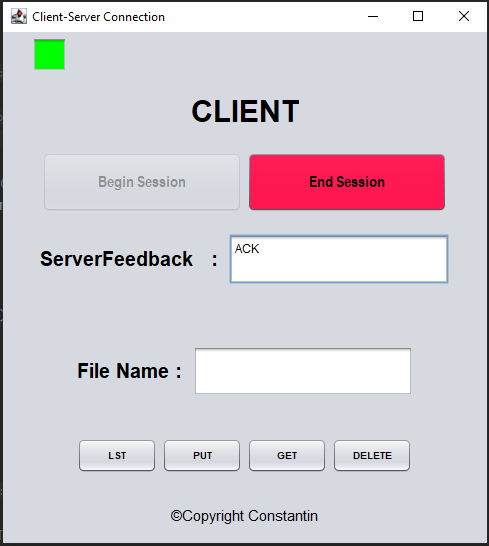 Client-Server Connection
CLIENT
Begin Session End Session
ServerFeedback : ACK
File Name :
LST PUT GET DELETE
©Copyright Constantin